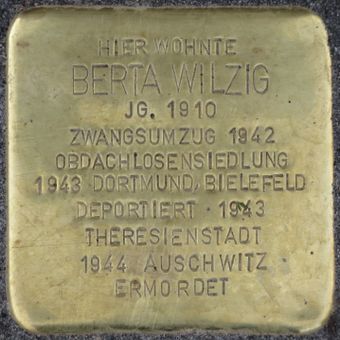 HIER WOHNTE
BERTA WILZIG
JG. 1910
ZWANGSUMZUG 1942
OBDACHLOSENSIEDLUNG
1943 DORTMUND, BIELEFELD
DEPORTIERT · 1943
THERESIENSTADT
1944 AUSCHWITZ
ERMORDET